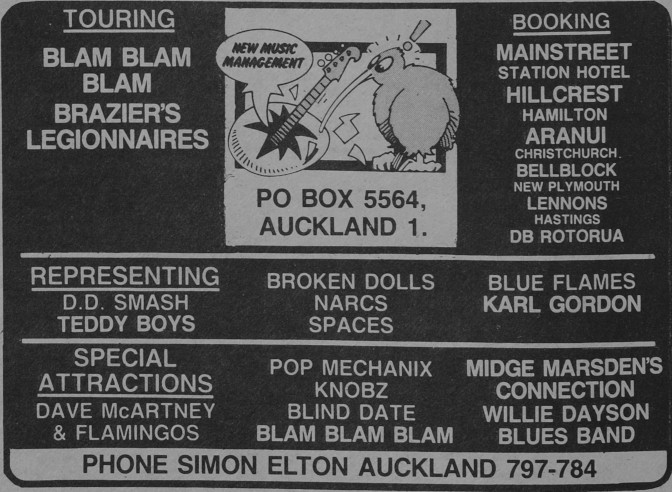 TOURING
BLAM BLAM
BLAM
BRAZIER'S
LEGIONNAIRES
NEW MUSIC
MANAGEMENT
PO BOX 5564,
AUCKLAND 1.
BOOKING
MAINSTREET
STATION HOTEL
HILLCREST
HAMILTON
ARANUI
CHRISTCHURCH.
BELLBLOCK
NEW PLYMOUTH
LENNONS
HASTINGS
DB ROTORUA
REPRESENTING
D.D. SMASH
TEDDY BOYS
BROKEN DOLLS
NARCS
SPACES
BLUE FLAMES
KARL GORDON
SPECIAL
ATTRACTIONS
DAVE McARTNEY
& FLAMINGOS
POP MECHANIX
KNOBZ
BLIND DATE
BLAM BLAM BLAM
MIDGE MARSDEN'S
CONNECTION
WILLIE DAYSON
BLUES BAND
PHONE SIMON ELTON AUCKLAND 797-784